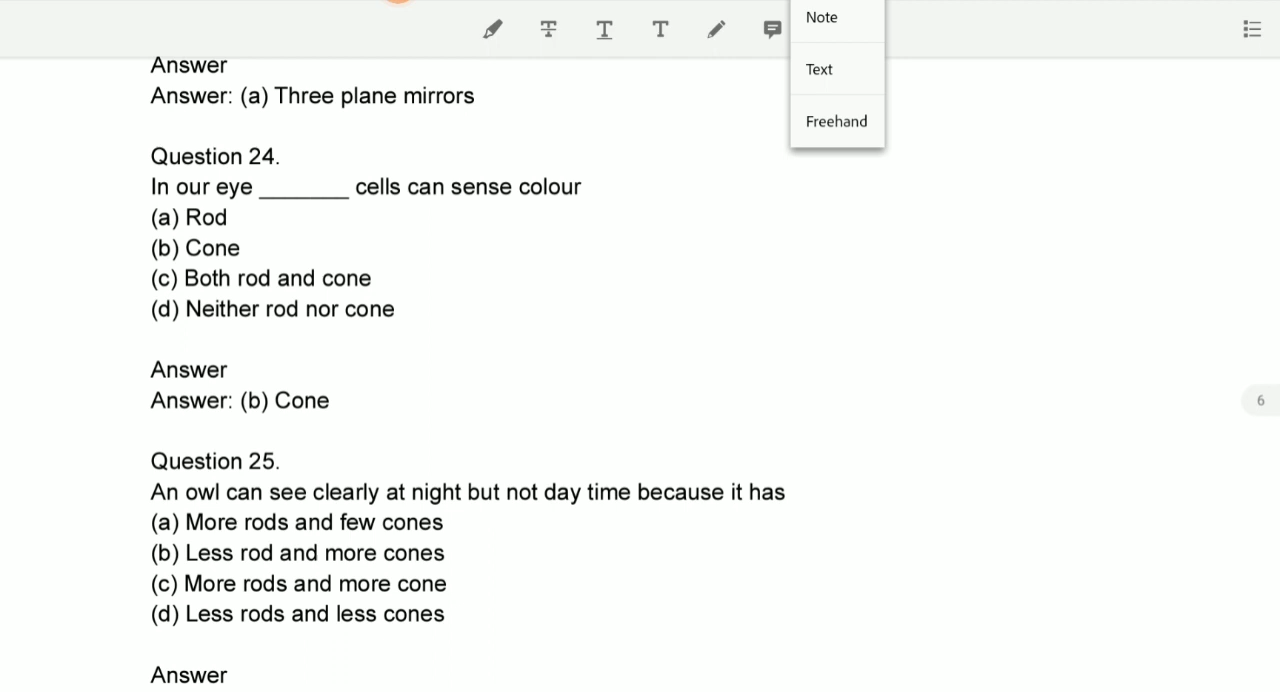 Note
Text
Freehand
Answer
Answer: (a) Three plane mirrors
Question 24.
In our eye _______ cells can sense colour
(a) Rod
(b) Cone
(c) Both rod and cone
(d) Neither rod nor cone
Answer
Answer: (b) Cone
6
Question 25.
An owl can see clearly at night but not day time because it has
(a) More rods and few cones
(b) Less rod and more cones
(c) More rods and more cone
(d) Less rods and less cones
Answer